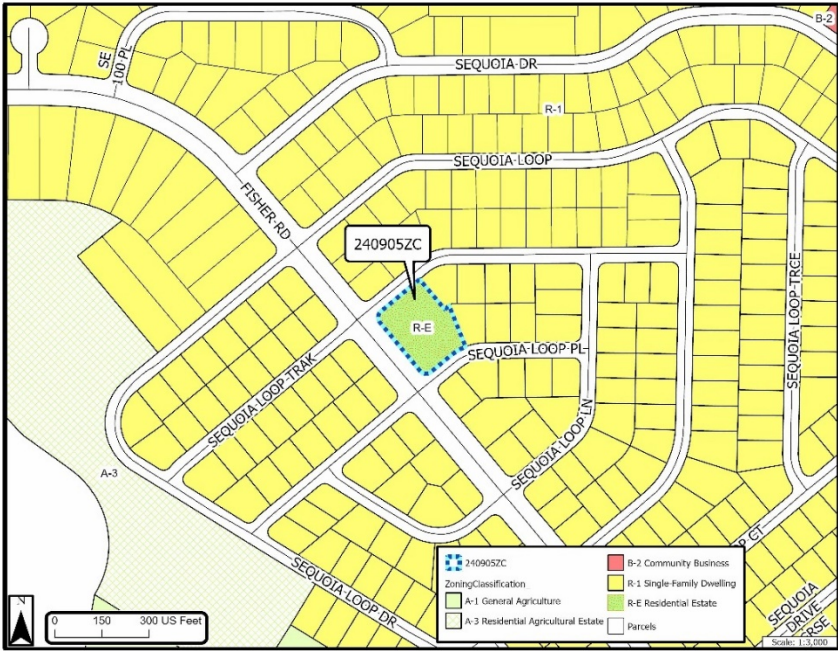 B-2
SE
100-PL
SEQUOIA-DR
R-1
SEQUOIA-LOOP
FISHER-RD
240905ZC
R-E
SEQUOIA-LOOP-TRCE
SEQUOIA-LOOP-PL
SEQUOIA-LOOP-TRAK
SEQUOIA LOOP LN
A-3
P CT
SEQUOIA-LOOP DR
SEQUOIA
DRIVE
ERSE
N
0 150 300 US Feet
240905ZC
ZoningClassification
A-1 General Agriculture
A-3 Residential Agricultural Estate
B-2 Community Business
R-1 Single-Family Dwelling
R-E Residential Estate
Parcels
Scale: 1:3,000